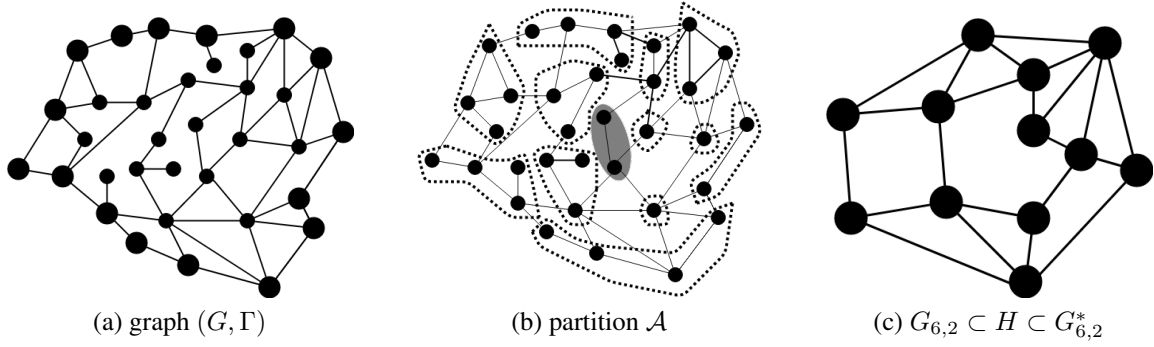 (a) graph (G, Γ)
(b) partition 𝒜
(c) G_{6,2} ⊂ H ⊂ G^*_{6,2}